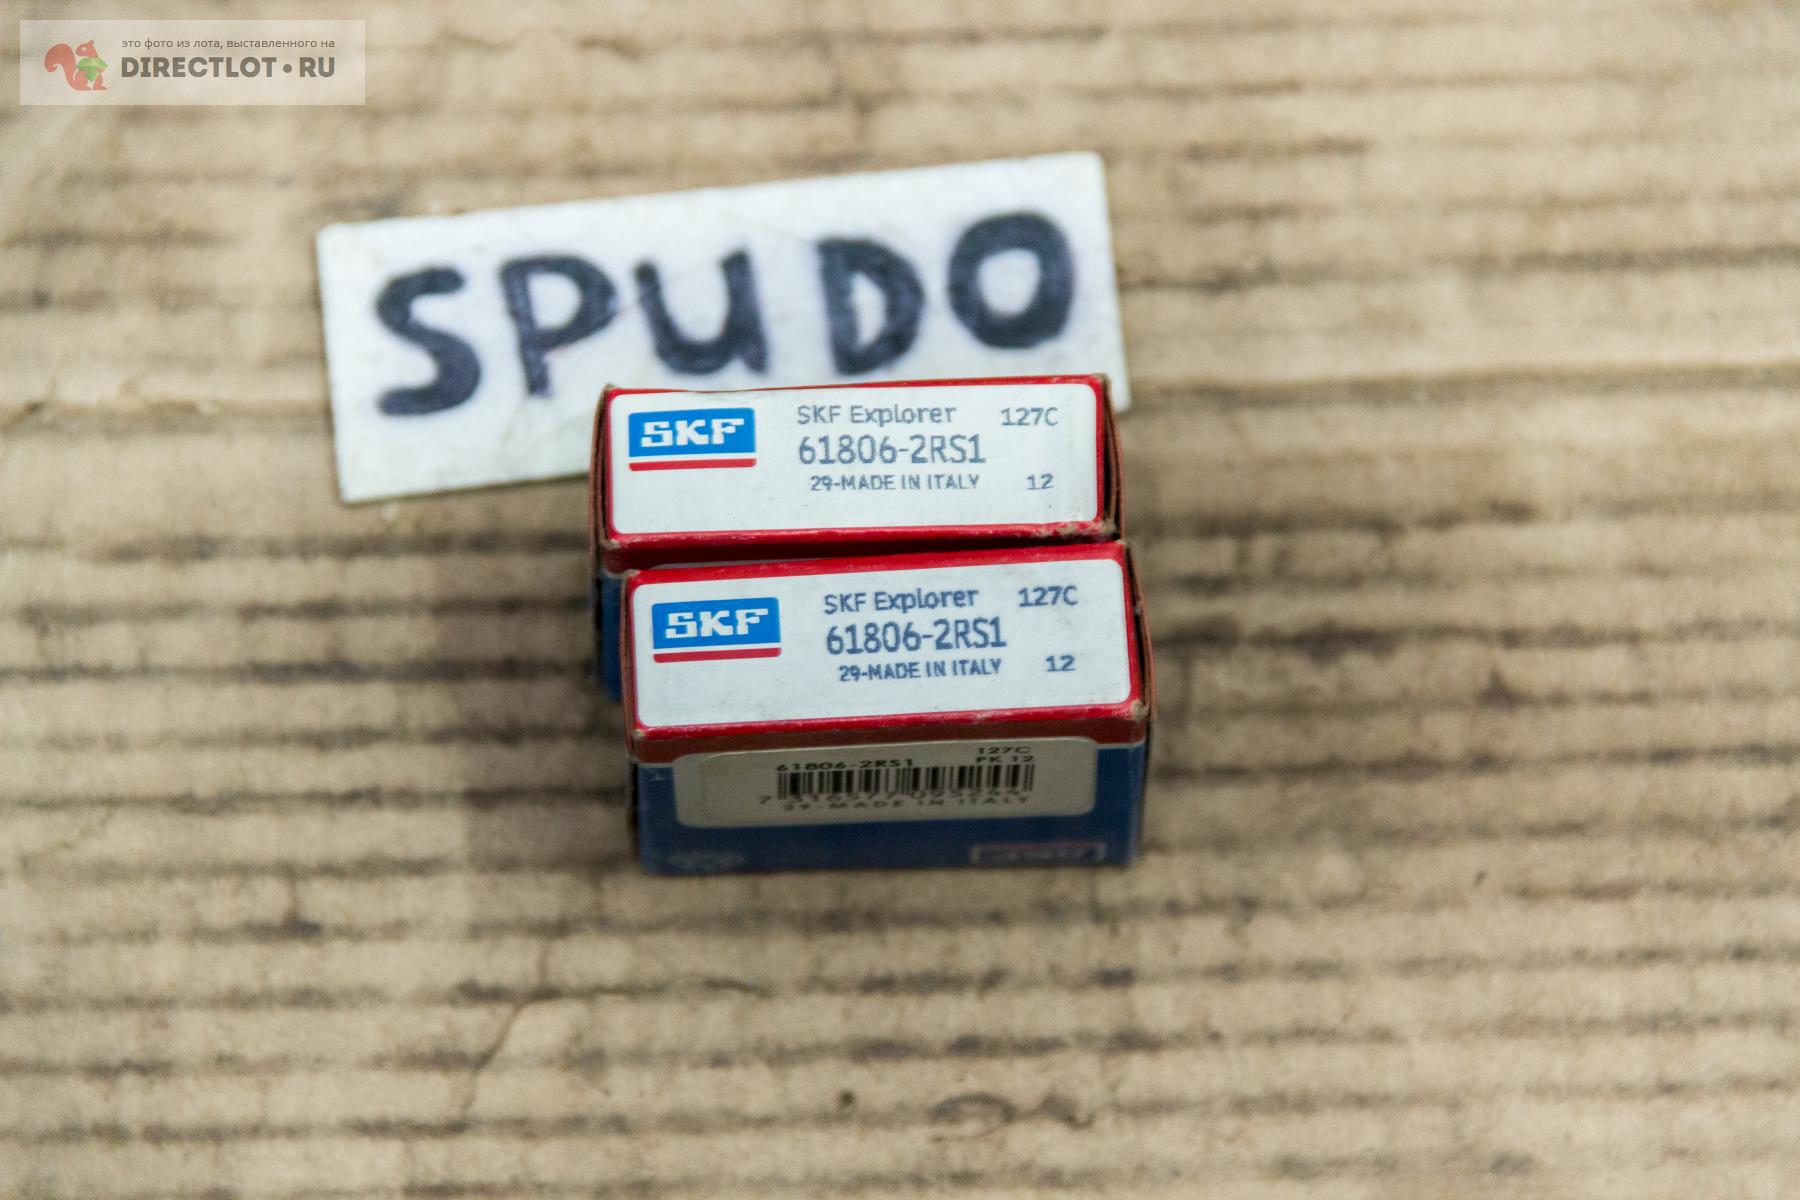 это фото из лота, выставленного на
DIRECTLOT•RU
SPUDO
SKF
SKF Explorer 127C
61806-2RS1
29-MADE IN ITALY 12
SKF
SKF Explorer 127C
61806-2RS1
29-MADE IN ITALY 12
127C
61806-2RS1 PK 12
29-MADE IN ITALY